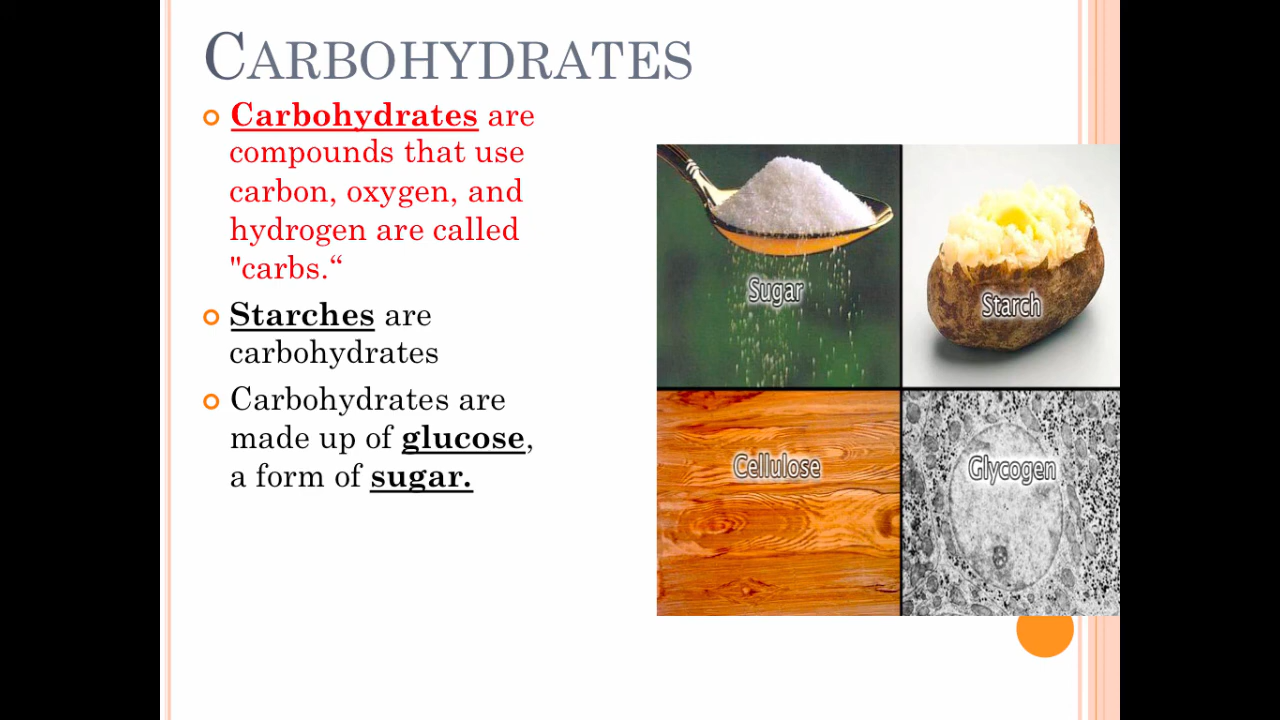 CARBOHYDRATES
Carbohydrates are
compounds that use
carbon, oxygen, and
hydrogen are called
"carbs.“
Starches are
carbohydrates
Carbohydrates are
made up of glucose,
a form of sugar.
Sugar
Starch
Cellulose
Glycogen